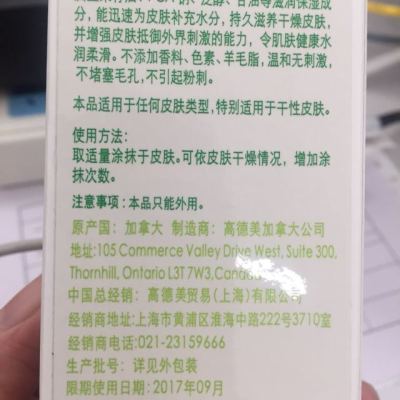 泛醇、甘油等滋润保湿成
分，能迅速为皮肤补充水分，持久滋养干燥皮肤，
并增强皮肤抵御外界刺激的能力，令肌肤健康水
润柔滑。不添加香料、色素、羊毛脂，温和无刺激，
不堵塞毛孔，不引起粉刺。
本品适用于任何皮肤类型，特别适用于干性皮肤。
使用方法：
取适量涂抹于皮肤。可依皮肤干燥情况，增加涂
抹次数。
注意事项：本品只能外用。
原产国：加拿大 制造商：高德美加拿大公司
地址:105 Commerce Valley Drive West, Suite 300,
Thornhill, Ontario L3T 7W3, Canada
中国总经销：高德美贸易(上海)有限公司
经销商地址:上海市黄浦区淮海中路222号3710室
经销商电话:021-23159666
生产批号：详见外包装
限期使用日期:2017年09月